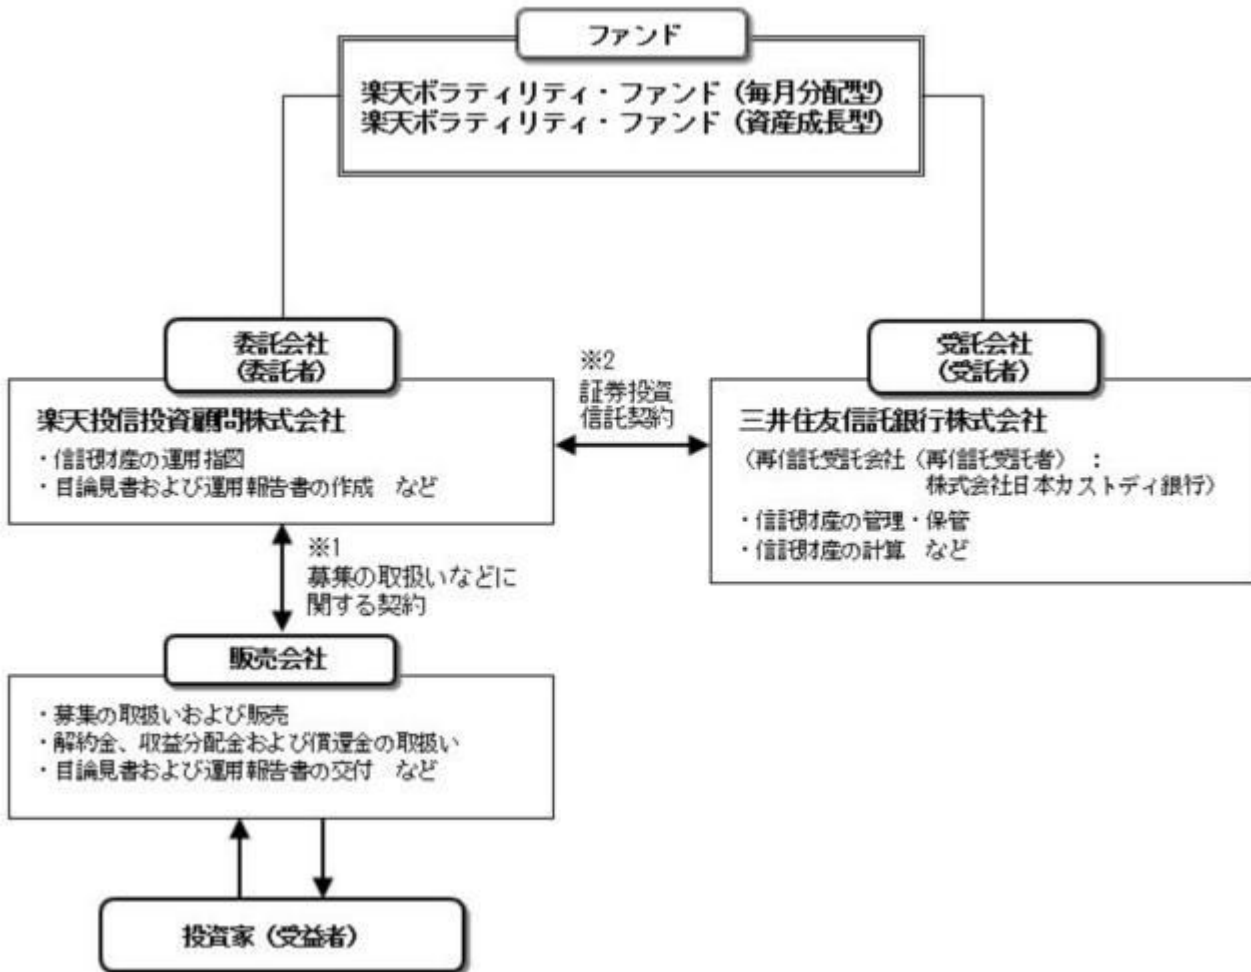 ファンド
楽天ボラティリティ・ファンド（毎月分配型）
楽天ボラティリティ・ファンド（資産成長型）
委託会社
（委託者）
楽天投信投資顧問株式会社
・信託財産の運用指図
・目論見書および運用報告書の作成　など
※2
証券投資
信託契約
受託会社
（受託者）
三井住友信託銀行株式会社
（再信託受託会社（再信託受託者）：
株式会社日本カストディ銀行）
・信託財産の管理・保管
・信託財産の計算　など
※1
募集の取扱いなどに
関する契約
販売会社
・募集の取扱いおよび販売
・解約金、収益分配金および償還金の取扱い
・目論見書および運用報告書の交付　など
投資家（受益者）